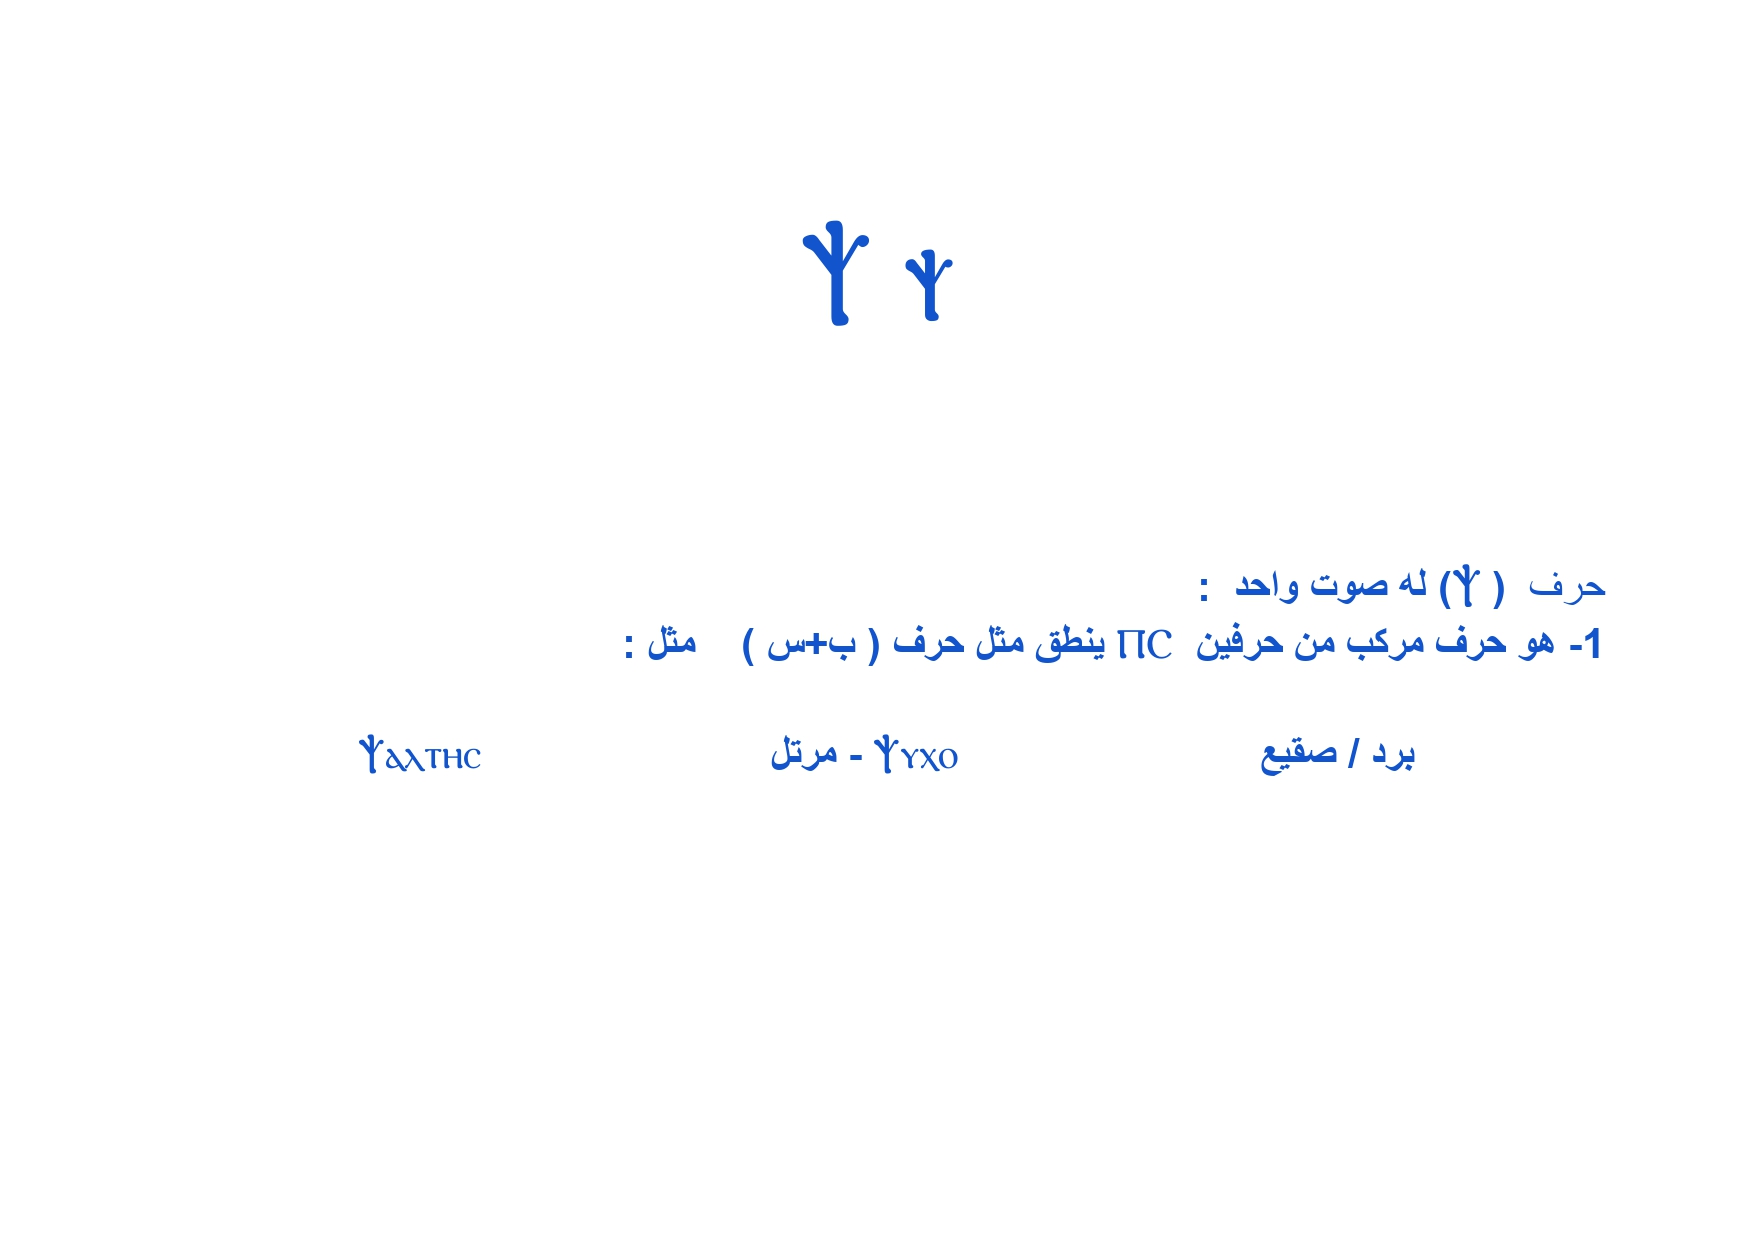 Ⲯ ⲯ
حرف ( Ⲯ) له صوت واحد :
1- هو حرف مركب من حرفين ⲠⲤ ينطق مثل حرف ( ب+س ) مثل :
برد / صقيع ⲯⲩⲭⲟ - مرتل ⲯⲁⲗⲧⲏⲥ